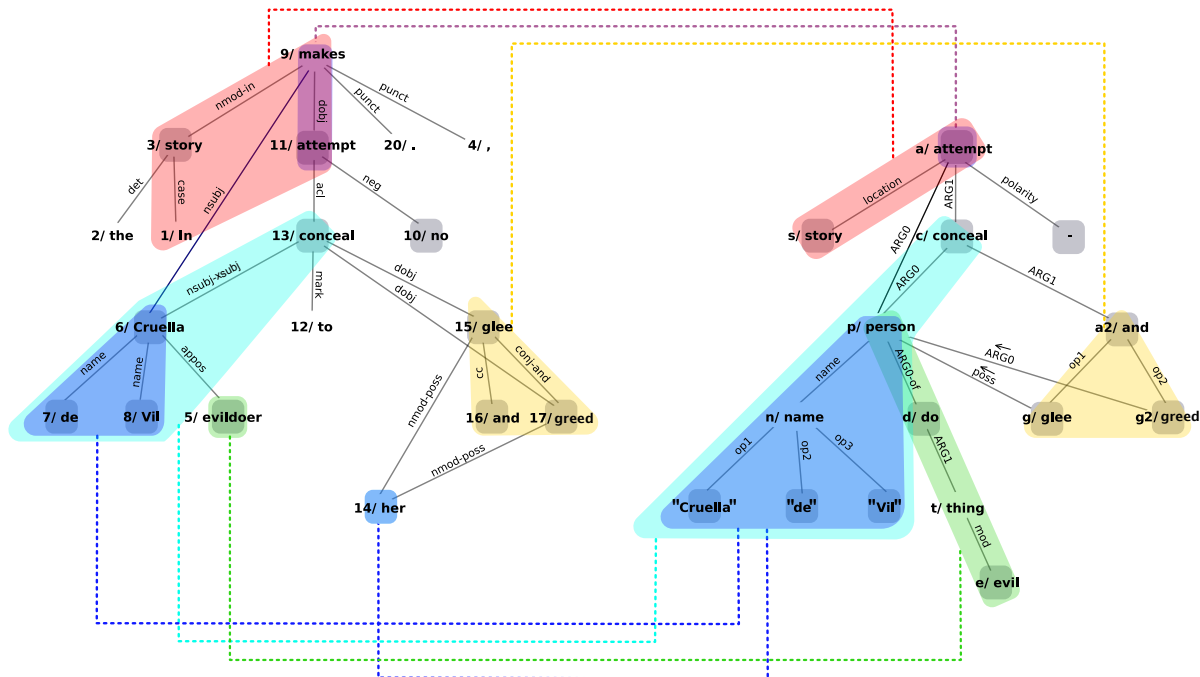 9/ makes
nmod-in
dobj
punct
punct
3/ story
11/ attempt
20/ .
4/ ,
a/ attempt
det
case
nsubj
acl
neg
location
ARG0
ARG1
polarity
2/ the
1/ In
13/ conceal
10/ no
s/ story
c/ conceal
-
nsubj-xsubj
mark
dobj
dobj
ARG0
ARG1
6/ Cruella
12/ to
15/ glee
p/ person
a2/ and
name
name
appos
nmod-poss
cc
conj-and
name
ARG0-of
poss
ARG0
op1
op2
7/ de
8/ Vil
5/ evildoer
16/ and
17/ greed
n/ name
d/ do
g/ glee
g2/ greed
nmod-poss
op1
op2
op3
ARG1
14/ her
"Cruella"
"de"
"Vil"
t/ thing
mod
e/ evil